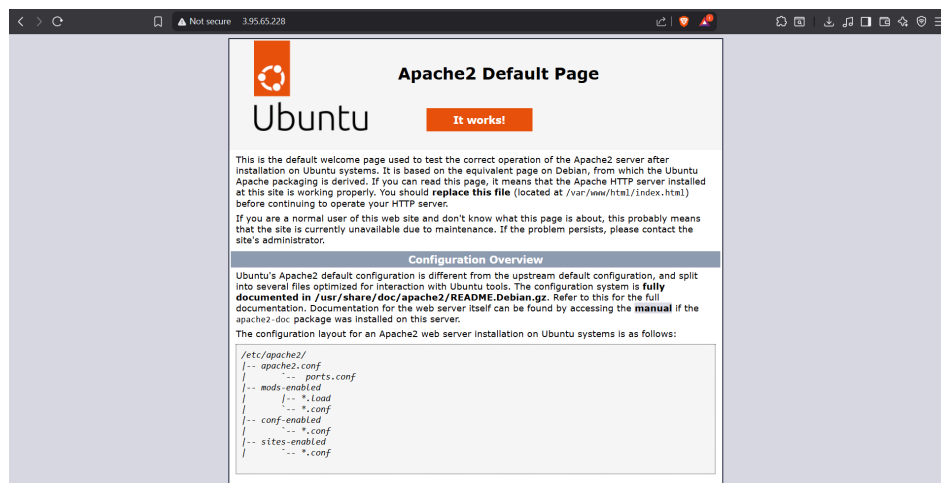 Not secure 3.95.65.228
Apache2 Default Page
Ubuntu
It works!
This is the default welcome page used to test the correct operation of the Apache2 server after
installation on Ubuntu systems. It is based on the equivalent page on Debian, from which the Ubuntu
Apache packaging is derived. If you can read this page, it means that the Apache HTTP server installed
at this site is working properly. You should replace this file (located at /var/www/html/index.html)
before continuing to operate your HTTP server.
If you are a normal user of this web site and don't know what this page is about, this probably means
that the site is currently unavailable due to maintenance. If the problem persists, please contact the
site's administrator.
Configuration Overview
Ubuntu's Apache2 default configuration is different from the upstream default configuration, and split
into several files optimized for interaction with Ubuntu tools. The configuration system is fully
documented in /usr/share/doc/apache2/README.Debian.gz. Refer to this for the full
documentation. Documentation for the web server itself can be found by accessing the manual if the
apache2-doc package was installed on this server.
The configuration layout for an Apache2 web server installation on Ubuntu systems is as follows:
/etc/apache2/
|-- apache2.conf
|       `--  ports.conf
|-- mods-enabled
|       |-- *.load
|       `-- *.conf
|-- conf-enabled
|       `-- *.conf
|-- sites-enabled
|       `-- *.conf